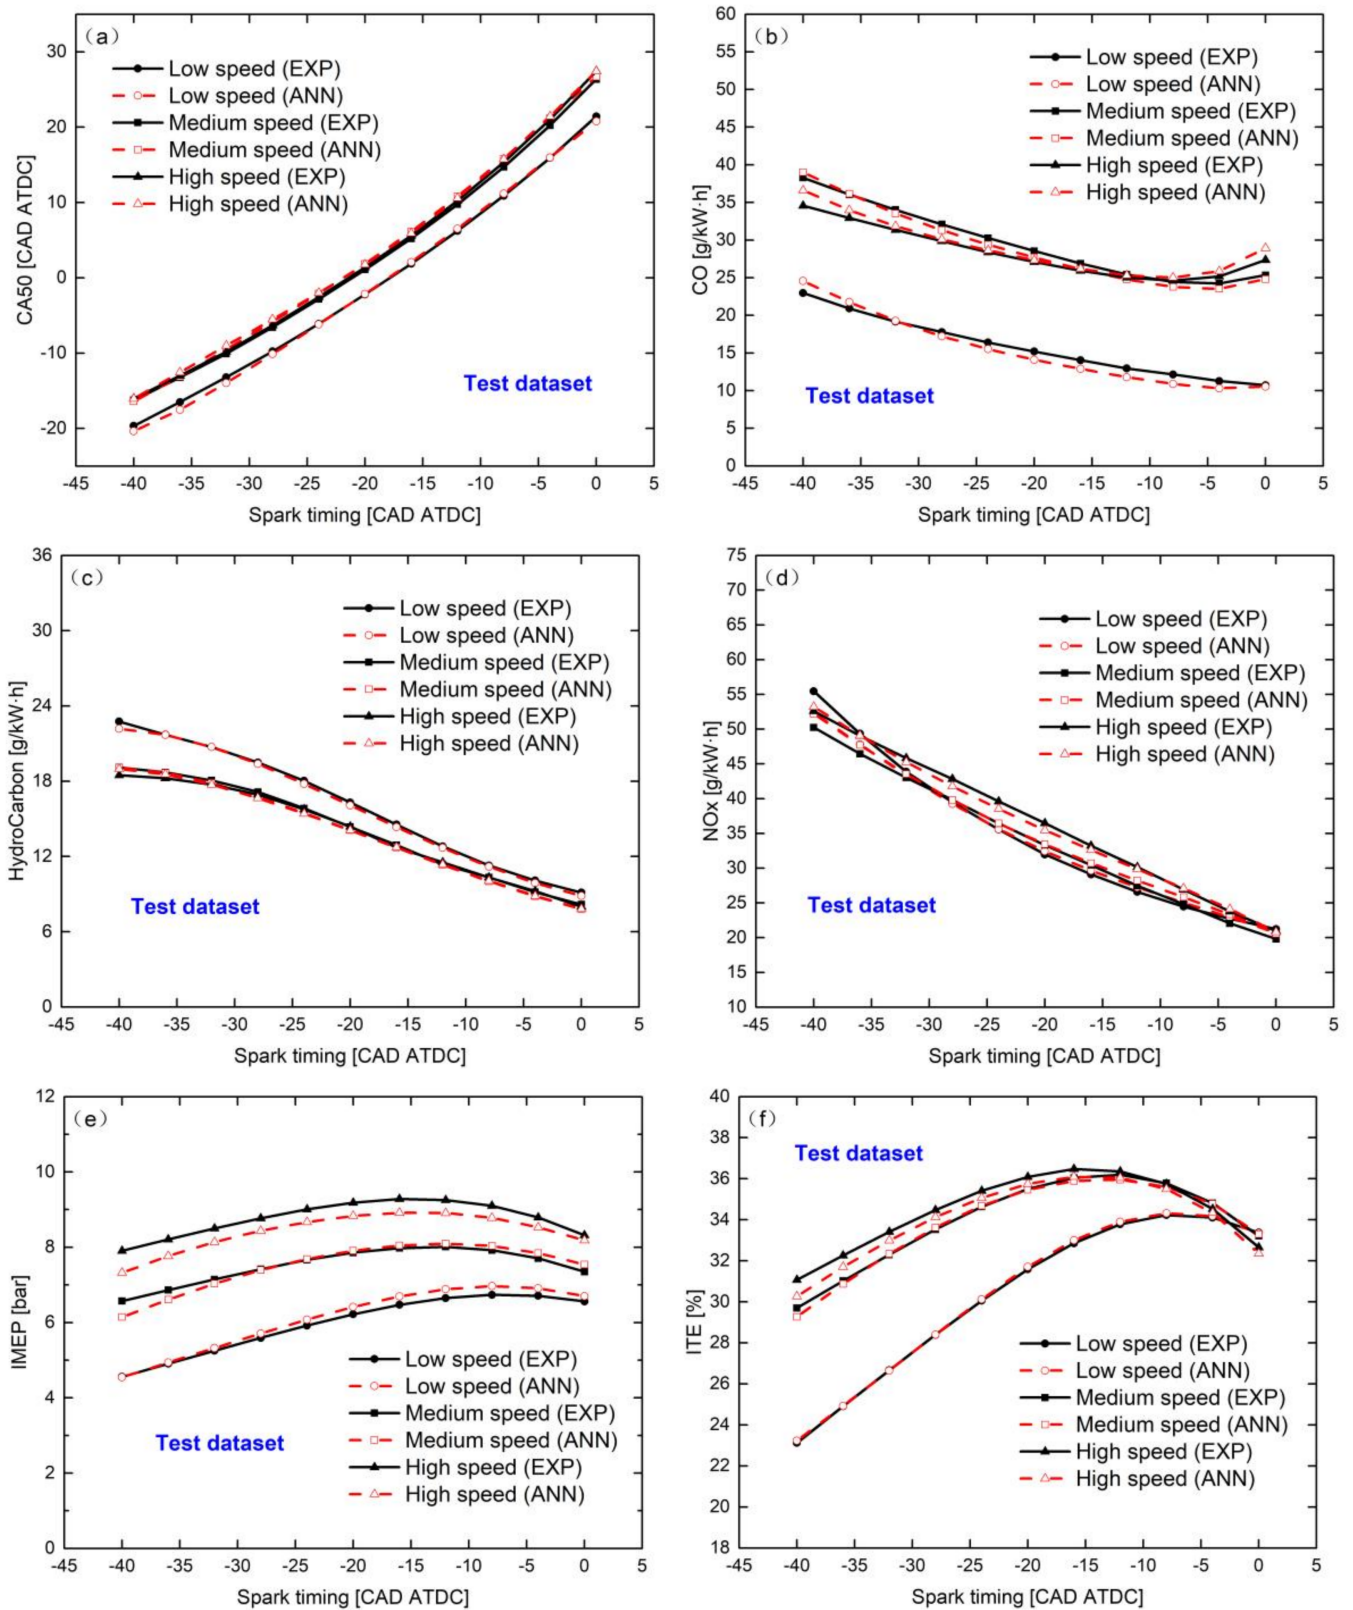 (a)
Low speed (EXP)
Low speed (ANN)
Medium speed (EXP)
Medium speed (ANN)
High speed (EXP)
High speed (ANN)
Test dataset
CA50 [CAD ATDC]
30
20
10
0
-10
-20
-45 -40 -35 -30 -25 -20 -15 -10 -5 0 5
Spark timing [CAD ATDC]
(b)
Low speed (EXP)
Low speed (ANN)
Medium speed (EXP)
Medium speed (ANN)
High speed (EXP)
High speed (ANN)
Test dataset
CO [g/kW·h]
60
55
50
45
40
35
30
25
20
15
10
5
0
-45 -40 -35 -30 -25 -20 -15 -10 -5 0 5
Spark timing [CAD ATDC]
(c)
Low speed (EXP)
Low speed (ANN)
Medium speed (EXP)
Medium speed (ANN)
High speed (EXP)
High speed (ANN)
Test dataset
HydroCarbon [g/kW·h]
36
30
24
18
12
6
0
-45 -40 -35 -30 -25 -20 -15 -10 -5 0 5
Spark timing [CAD ATDC]
(d)
Low speed (EXP)
Low speed (ANN)
Medium speed (EXP)
Medium speed (ANN)
High speed (EXP)
High speed (ANN)
Test dataset
NOx [g/kW·h]
75
70
65
60
55
50
45
40
35
30
25
20
15
10
-45 -40 -35 -30 -25 -20 -15 -10 -5 0 5
Spark timing [CAD ATDC]
(e)
Low speed (EXP)
Low speed (ANN)
Medium speed (EXP)
Medium speed (ANN)
High speed (EXP)
High speed (ANN)
Test dataset
IMEP [bar]
12
10
8
6
4
2
0
-45 -40 -35 -30 -25 -20 -15 -10 -5 0 5
Spark timing [CAD ATDC]
(f)
Test dataset
Low speed (EXP)
Low speed (ANN)
Medium speed (EXP)
Medium speed (ANN)
High speed (EXP)
High speed (ANN)
ITE [%]
40
38
36
34
32
30
28
26
24
22
20
18
-45 -40 -35 -30 -25 -20 -15 -10 -5 0 5
Spark timing [CAD ATDC]